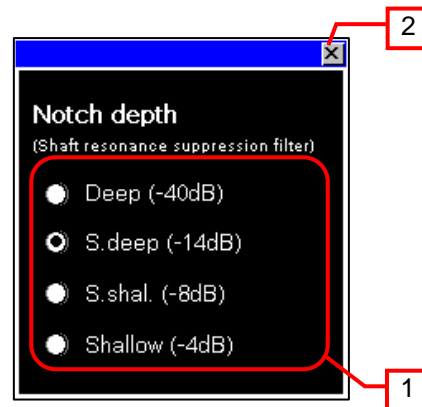 2
Notch depth
(Shaft resonance suppression filter)
Deep (-40dB)
S.deep (-14dB)
S.shal. (-8dB)
Shallow (-4dB)
1